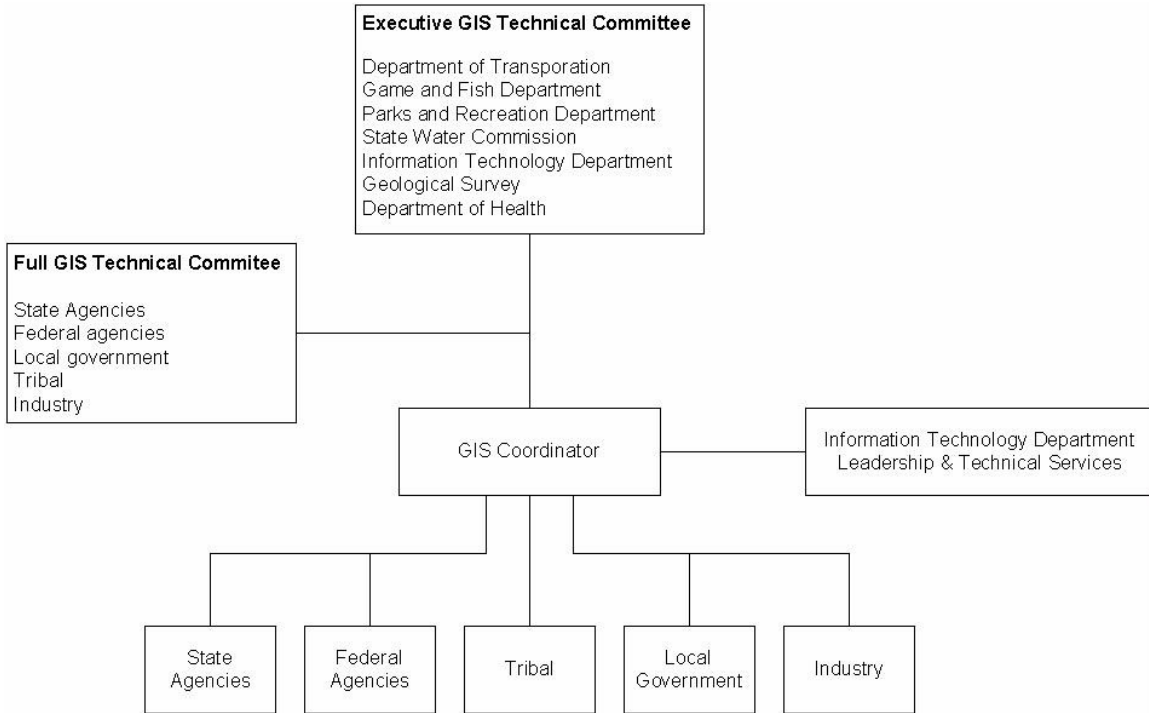 Executive GIS Technical Committee
Department of Transporation
Game and Fish Department
Parks and Recreation Department
State Water Commission
Information Technology Department
Geological Survey
Department of Health
Full GIS Technical Commitee
State Agencies
Federal agencies
Local government
Tribal
Industry
GIS Coordinator
Information Technology Department
Leadership & Technical Services
State
Agencies
Federal
Agencies
Tribal
Local
Government
Industry